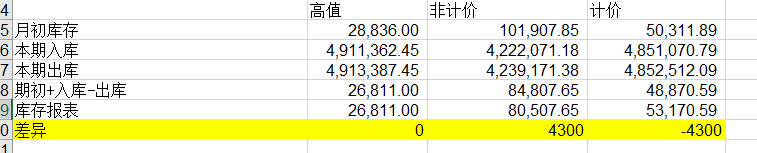 4 高值 非计价 计价
5 月初库存 28,836.00 101,907.85 50,311.89
6 本期入库 4,911,362.45 4,222,071.18 4,851,070.79
7 本期出库 4,913,387.45 4,239,171.38 4,852,512.09
8 期初+入库-出库 26,811.00 84,807.65 48,870.59
9 库存报表 26,811.00 80,507.65 53,170.59
0 差异 0 4300 -4300